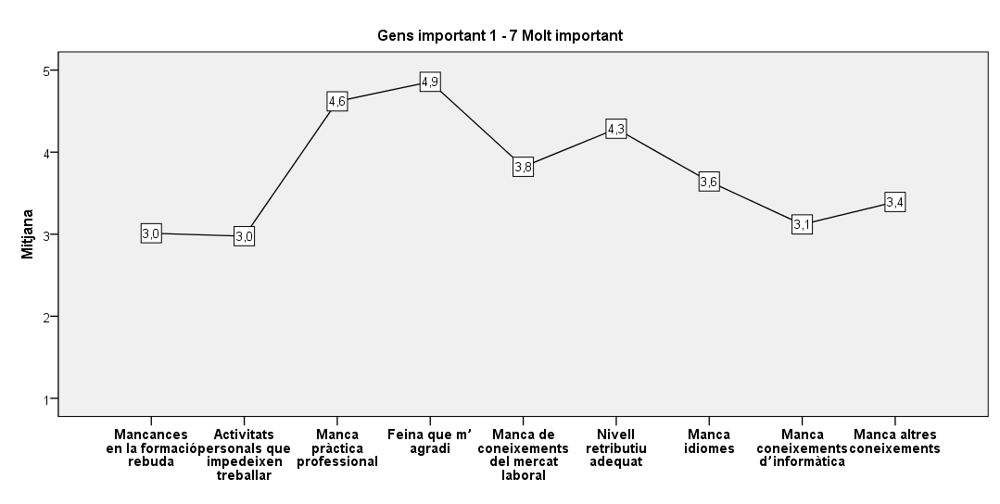 Gens important 1 - 7 Molt important
Mitjana
5
4
3
2
1
3,0
3,0
4,6
4,9
3,8
4,3
3,6
3,1
3,4
Mancances
en la formació
rebuda
Activitats
personals que
impedeixen
treballar
Manca
pràctica
professional
Feina que m’
agradi
Manca de
coneixements
del mercat
laboral
Nivell
retributiu
adequat
Manca
idiomes
Manca
coneixements
d’informàtica
Manca altres
coneixements